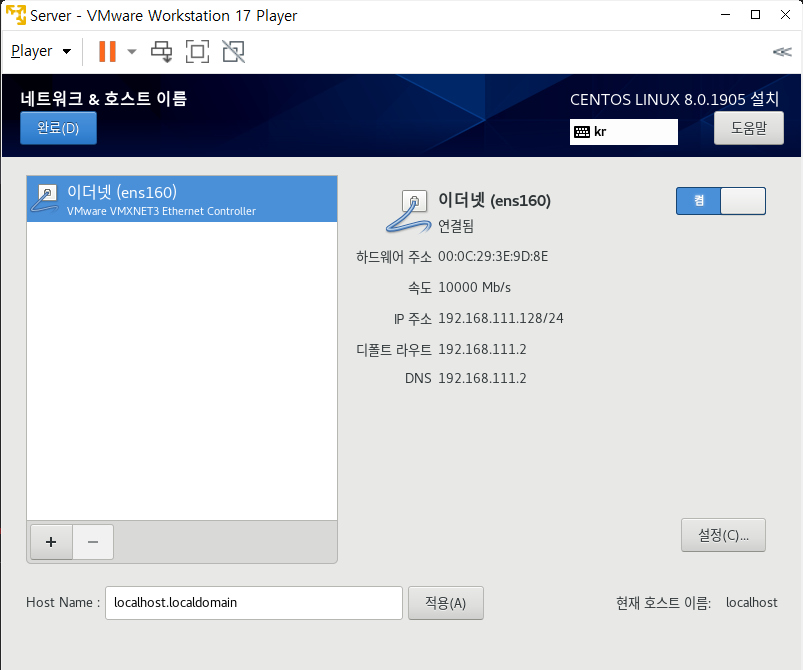 Server - VMware Workstation 17 Player
Player
네트워크 & 호스트 이름
CENTOS LINUX 8.0.1905 설치
완료(D)
kr
도움말
이더넷 (ens160)
VMware VMXNET3 Ethernet Controller
이더넷 (ens160)
연결됨
켬
하드웨어 주소 00:0C:29:3E:9D:8E
속도 10000 Mb/s
IP 주소 192.168.111.128/24
디폴트 라우트 192.168.111.2
DNS 192.168.111.2
+ −
설정(C)...
Host Name : localhost.localdomain 적용(A) 현재 호스트 이름: localhost